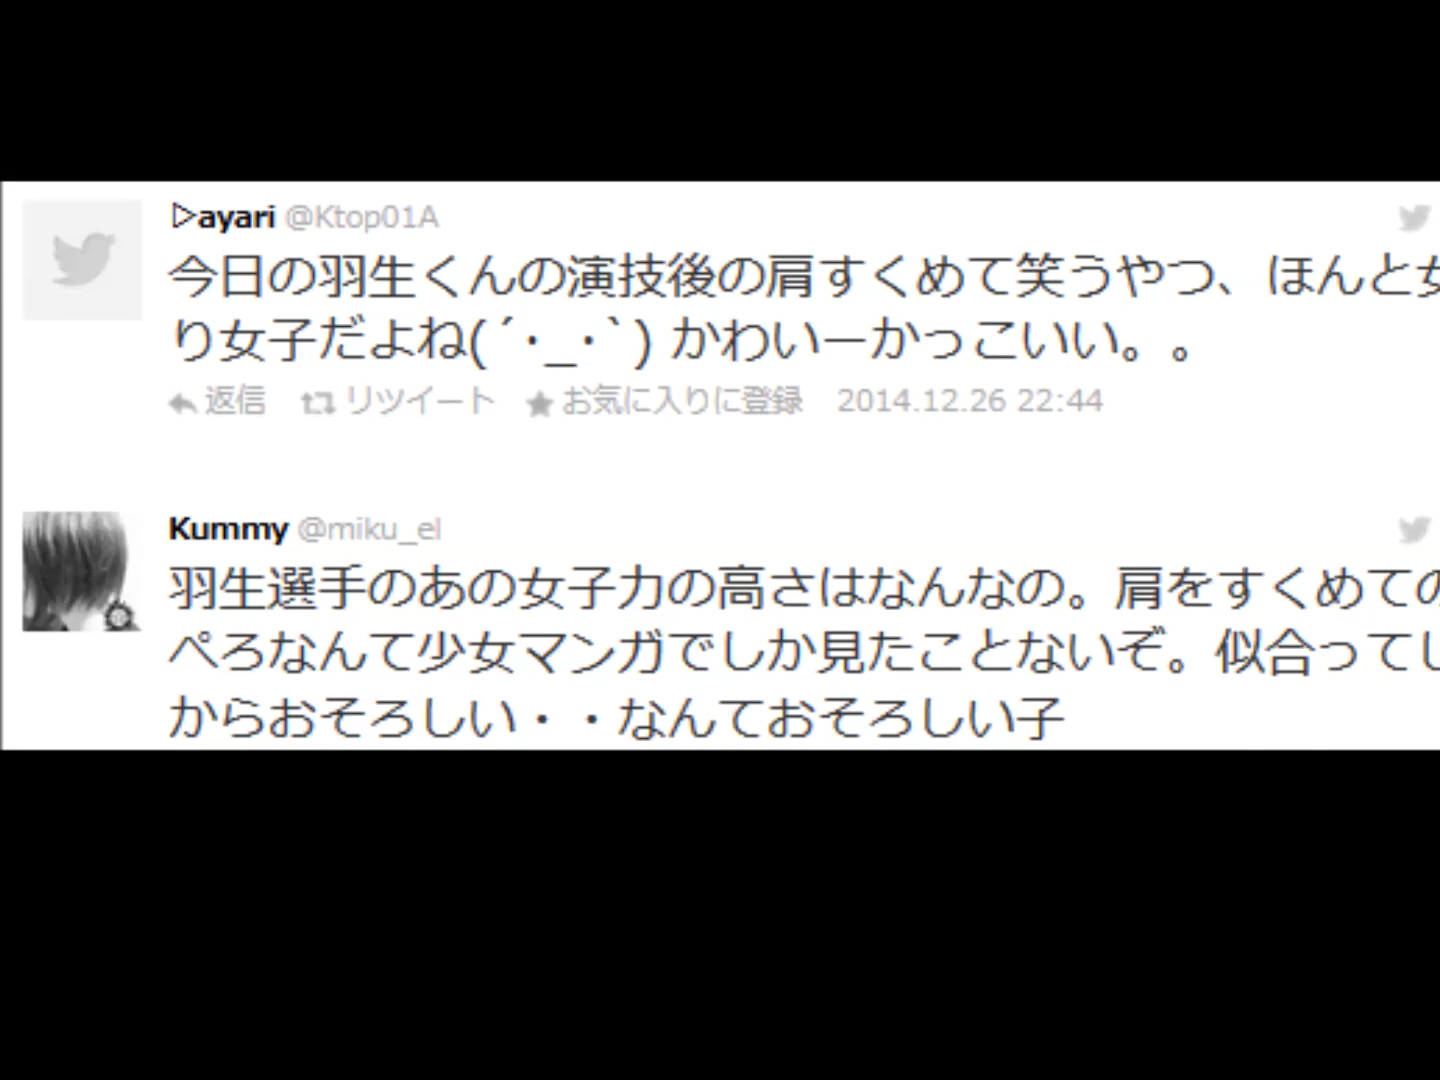 ▷ayari @Ktop01A
今日の羽生くんの演技後の肩すくめて笑うやつ、ほんと女
り女子だよね(´･_･`) かわいーかっこいい。。
返信 リツイート お気に入りに登録 2014.12.26 22:44
Kummy @miku_el
羽生選手のあの女子力の高さはなんなの。肩をすくめての
ぺろなんて少女マンガでしか見たことないぞ。似合ってし
からおそろしい・・なんておそろしい子